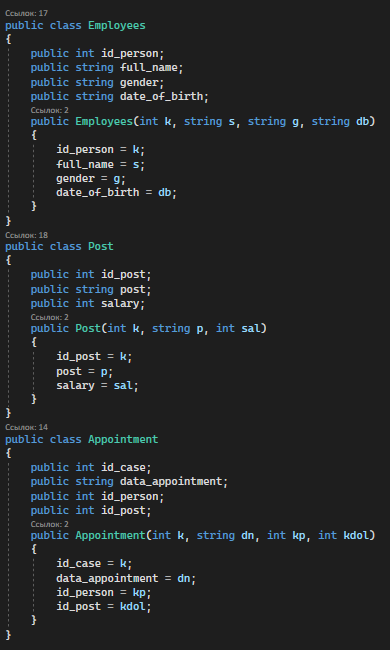 Ссылок: 17
public class Employees
{
public int id_person;
public string full_name;
public string gender;
public string date_of_birth;
Ссылок: 2
public Employees(int k, string s, string g, string db)
{
id_person = k;
full_name = s;
gender = g;
date_of_birth = db;
}
}
Ссылок: 18
public class Post
{
public int id_post;
public string post;
public int salary;
Ссылок: 2
public Post(int k, string p, int sal)
{
id_post = k;
post = p;
salary = sal;
}
}
Ссылок: 14
public class Appointment
{
public int id_case;
public string data_appointment;
public int id_person;
public int id_post;
Ссылок: 2
public Appointment(int k, string dn, int kp, int kdol)
{
id_case = k;
data_appointment = dn;
id_person = kp;
id_post = kdol;
}
}